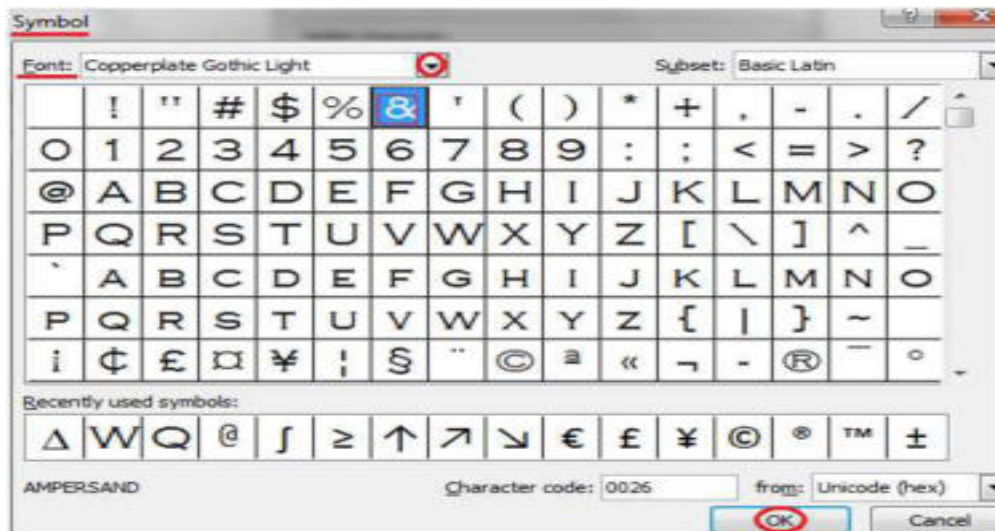 Symbol
Font: Copperplate Gothic Light Subset: Basic Latin
! " # $ % & ' ( ) * + , - . /
0 1 2 3 4 5 6 7 8 9 : ; < = > ?
@ A B C D E F G H I J K L M N O
P Q R S T U V W X Y Z [ \ ] ^ _
` A B C D E F G H I J K L M N O
P Q R S T U V W X Y Z { | } ~
¡ ¢ £ ¤ ¥ ¦ § ¨ © ª « ¬ - ® ¯ °
Recently used symbols:
Δ W Q @ ∫ ≥ ↑ ↗ ↘ € £ ¥ © ® ™ ±
AMPERSAND Character code: 0026 from: Unicode (hex)
OK Cancel